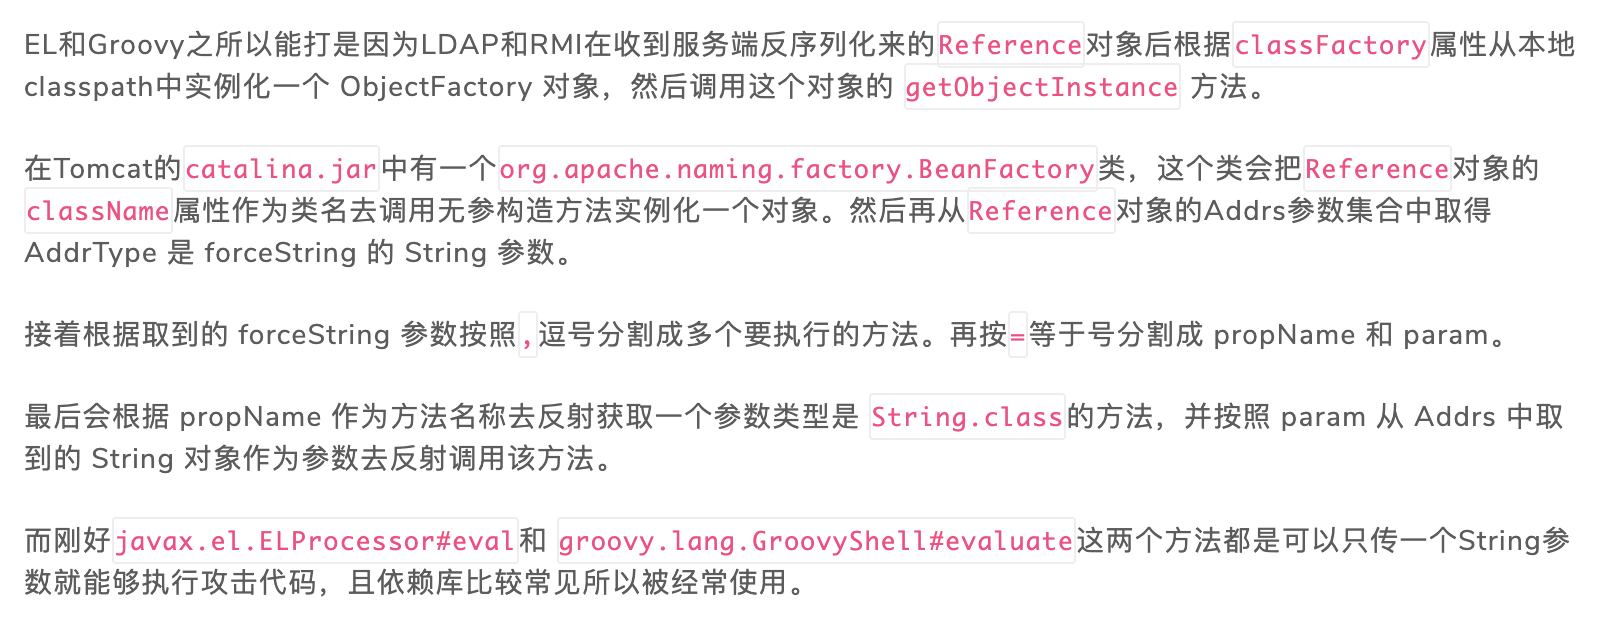 EL和Groovy之所以能打是因为LDAP和RMI在收到服务端反序列化来的Reference对象后根据classFactory属性从本地
classpath中实例化一个 ObjectFactory 对象，然后调用这个对象的 getObjectInstance 方法。
在Tomcat的catalina.jar中有一个org.apache.naming.factory.BeanFactory类，这个类会把Reference对象的
className属性作为类名去调用无参构造方法实例化一个对象。然后再从Reference对象的Addrs参数集合中取得
AddrType 是 forceString 的 String 参数。
接着根据取到的 forceString 参数按照,逗号分割成多个要执行的方法。再按=等于号分割成 propName 和 param。
最后会根据 propName 作为方法名称去反射获取一个参数类型是 String.class的方法，并按照 param 从 Addrs 中取
到的 String 对象作为参数去反射调用该方法。
而刚好javax.el.ELProcessor#eval和 groovy.lang.GroovyShell#evaluate这两个方法都是可以只传一个String参
数就能够执行攻击代码，且依赖库比较常见所以被经常使用。